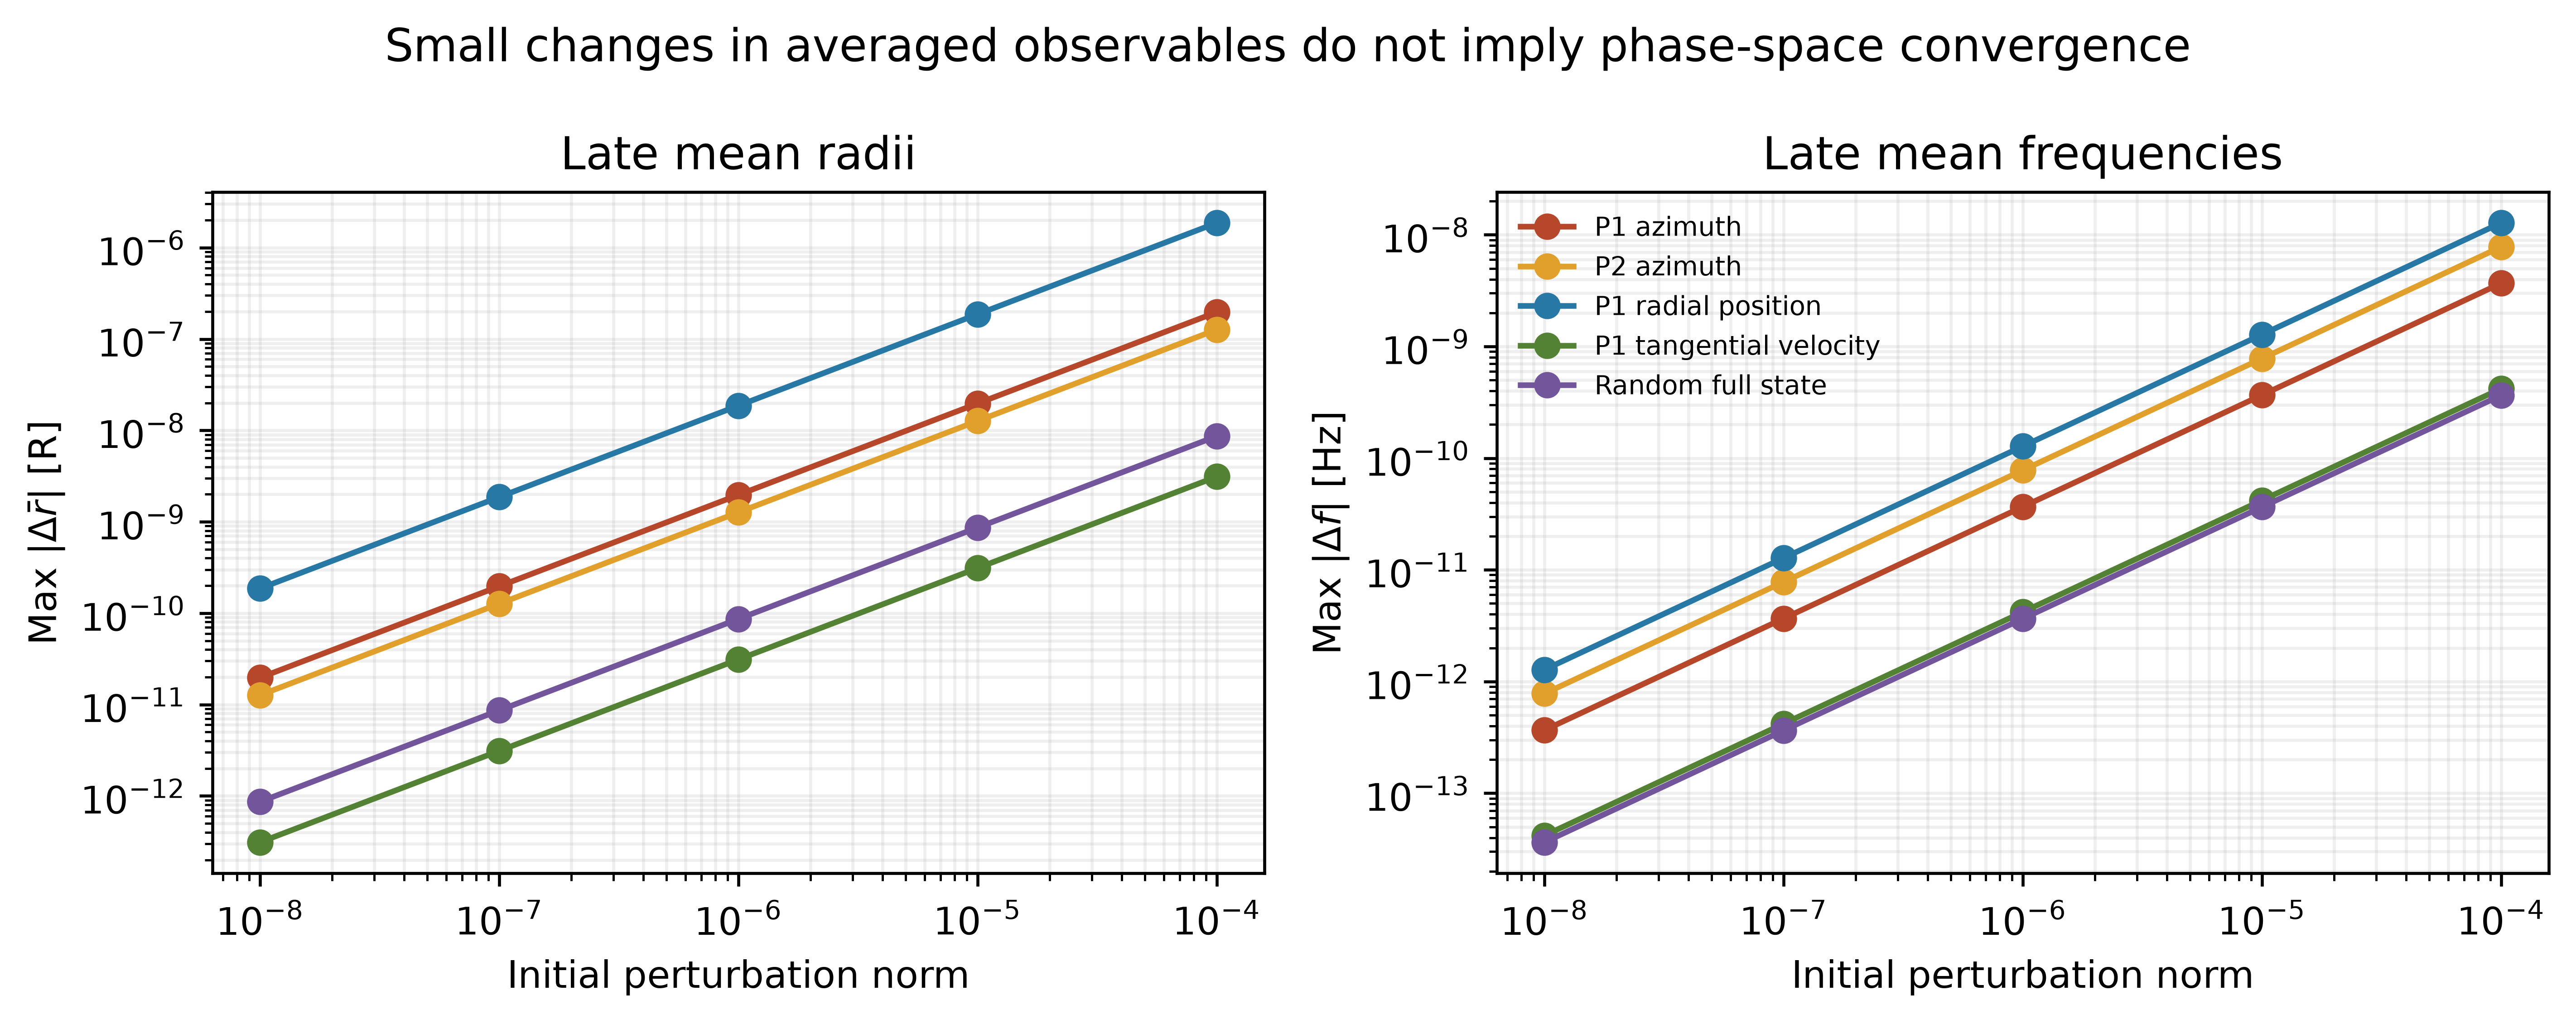 Small changes in averaged observables do not imply phase-space convergence
Late mean radii
Max |Δr̄| [R]
10⁻⁶
10⁻⁷
10⁻⁸
10⁻⁹
10⁻¹⁰
10⁻¹¹
10⁻¹²
10⁻⁸ 10⁻⁷ 10⁻⁶ 10⁻⁵ 10⁻⁴
Initial perturbation norm
Late mean frequencies
Max |Δf| [Hz]
10⁻⁸
10⁻⁹
10⁻¹⁰
10⁻¹¹
10⁻¹²
10⁻¹³
P1 azimuth
P2 azimuth
P1 radial position
P1 tangential velocity
Random full state
10⁻⁸ 10⁻⁷ 10⁻⁶ 10⁻⁵ 10⁻⁴
Initial perturbation norm